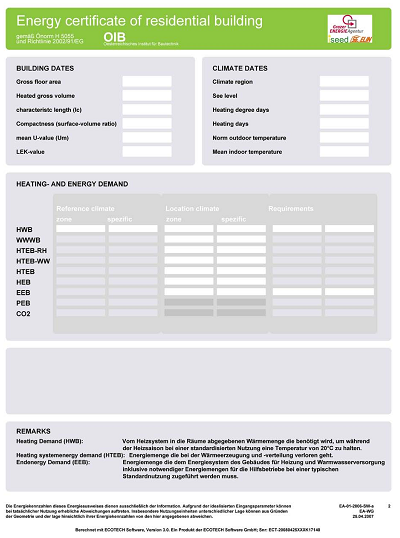 Energy certificate of residential building
gemäß Önorm H 5055
und Richtlinie 2002/91/EG
OIB
Österreichisches Institut für Bautechnik
Grazer
ENERGIEAgentur
seed
BUILDING DATES
Gross floor area
Heated gross volume
characteristc length (lc)
Compactness (surface-volume ratio)
mean U-value (Um)
LEK-value
CLIMATE DATES
Climate region
See level
Heating degree days
Heating days
Norm outdoor temperature
Mean indoor temperature
HEATING- AND ENERGY DEMAND
Reference climate Location climate Requirements
zone spezific zone spezific
HWB
WWWB
HTEB-RH
HTEB-WW
HTEB
HEB
EEB
PEB
CO2
REMARKS
Heating Demand (HWB): Vom Heizsystem in die Räume abgegebenen Wärmemenge die benötigt wird, um während
der Heizsaison bei einer standardisierten Nutzung eine Temperatur von 20°C zu halten.
Heating systemenergy demand (HTEB): Energiemenge die bei der Wärmeerzeugung und -verteilung verloren geht.
Endenergy Demand (EEB): Energiemenge die dem Energiesystem des Gebäudes für Heizung und Warmwasserversorgung
inklusive notwendiger Energiemengen für die Hilfsbetriebe bei einer typischen
Standardnutzung zugeführt werden muss.
Die Energiekennzahlen dieses Energieausweises dienen ausschließlich der Information. Aufgrund der idealisierten Eingangsparameter können
bei tatsächlicher Nutzung erhebliche Abweichungen auftreten. Insbesondere Nutzungseinheiten unterschiedlicher Lage können aus Gründen
der Geometrie und der lage hinsichtlich ihrer Energiekennzahlen von den hier angegebenen abweichen.
EA-01-2006-SW-a 2
EA-WG
25.04.2007
Berechnet mit ECOTECH Software, Version 3.0. Ein Produkt der ECOTECH Software GmbH; Snr: ECT-20080425XXXK17140